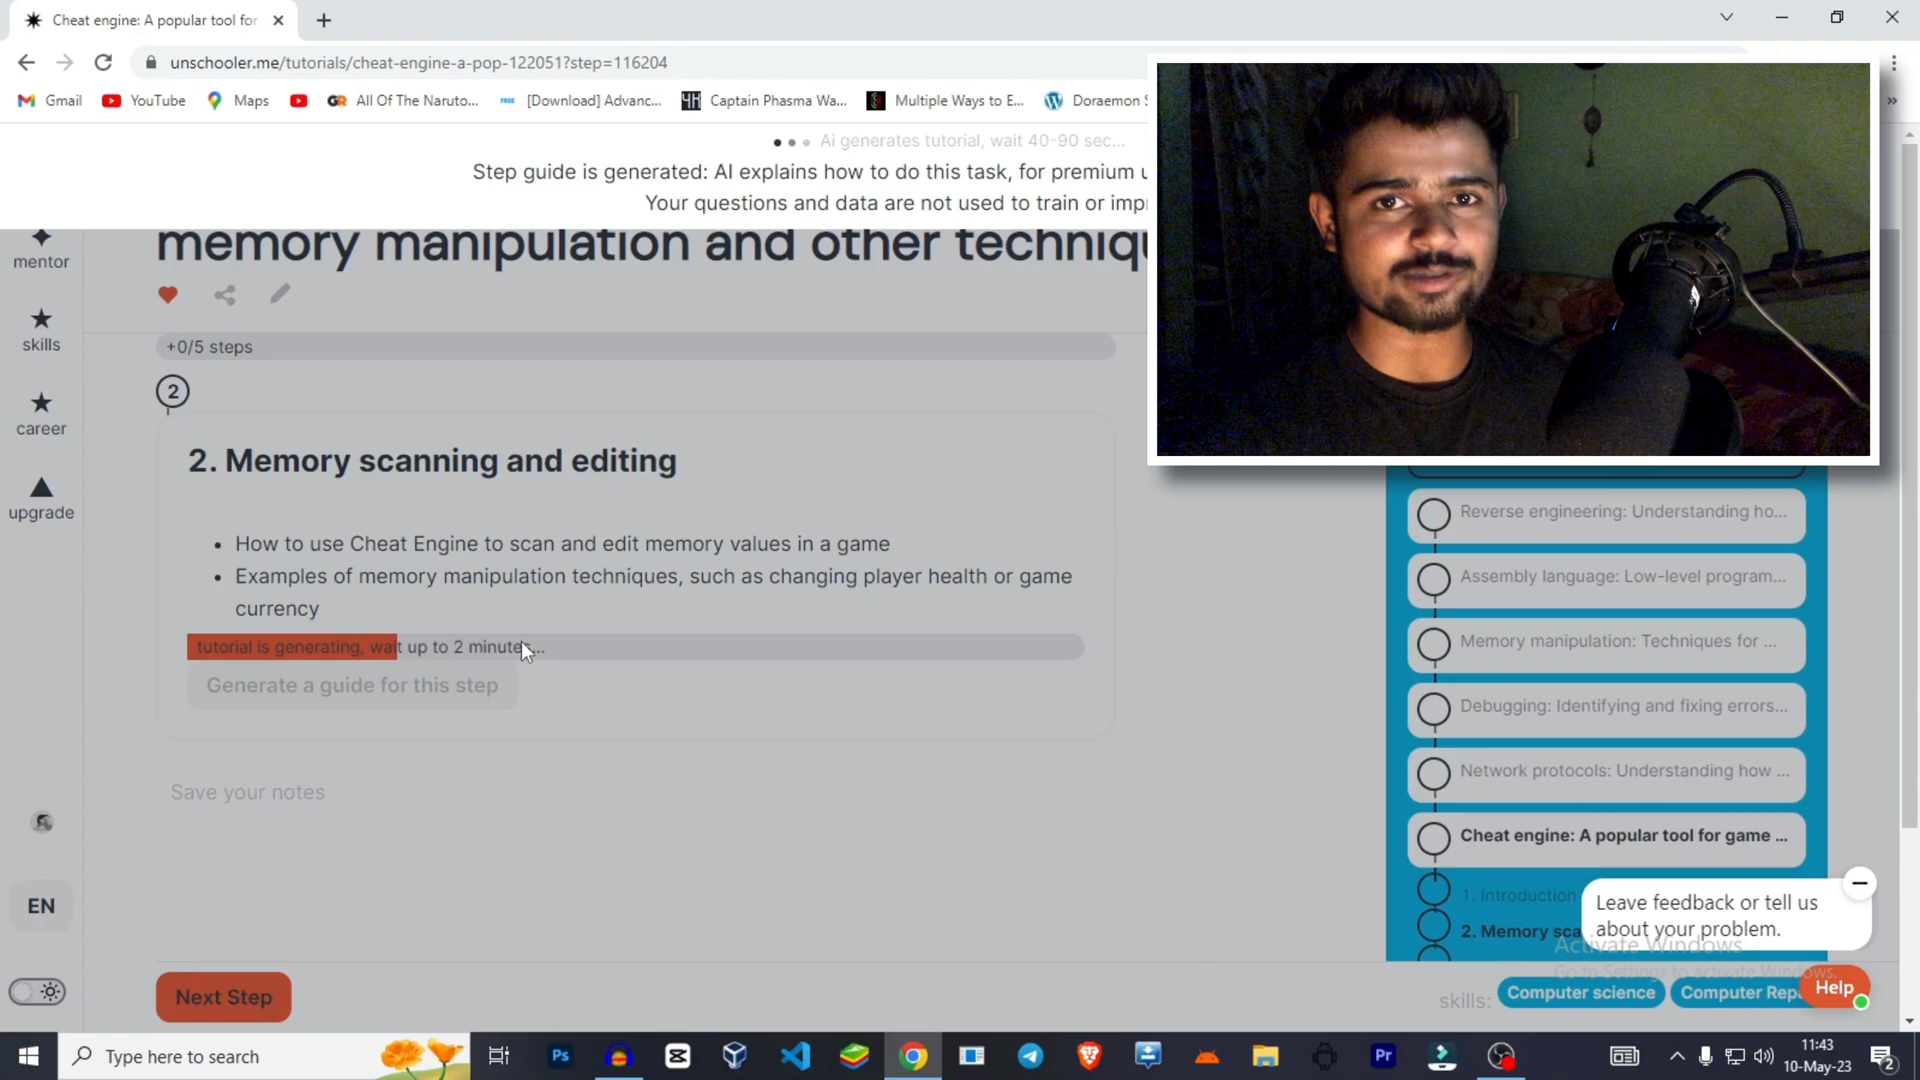 Cheat engine: A popular tool for
unschooler.me/tutorials/cheat-engine-a-pop-122051?step=116204
Gmail YouTube Maps All Of The Naruto... [Download] Advanc... Captain Phasma Wa... Multiple Ways to E... Doraemon
Ai generates tutorial, wait 40-90 sec...
Step guide is generated: AI explains how to do this task, for premium
Your questions and data are not used to train or
memory manipulation and other
mentor
skills
career
upgrade
EN
+0/5 steps
2
2. Memory scanning and editing
• How to use Cheat Engine to scan and edit memory values in a game
• Examples of memory manipulation techniques, such as changing player health or game
currency
tutorial is generating, wait up to 2 minutes...
Generate a guide for this step
Save your notes
Next Step
Reverse engineering: Understanding ho...
Assembly language: Low-level program...
Memory manipulation: Techniques for ...
Debugging: Identifying and fixing errors...
Network protocols: Understanding how ...
Cheat engine: A popular tool for game ...
1. Introduction
2. Memory sca
Leave feedback or tell us
about your problem.
Activate Windows
Go to Settings to activate Windows.
skills: Computer science Computer Rep
Help
Type here to search
Ps
Pr
11:43
10-May-23
2